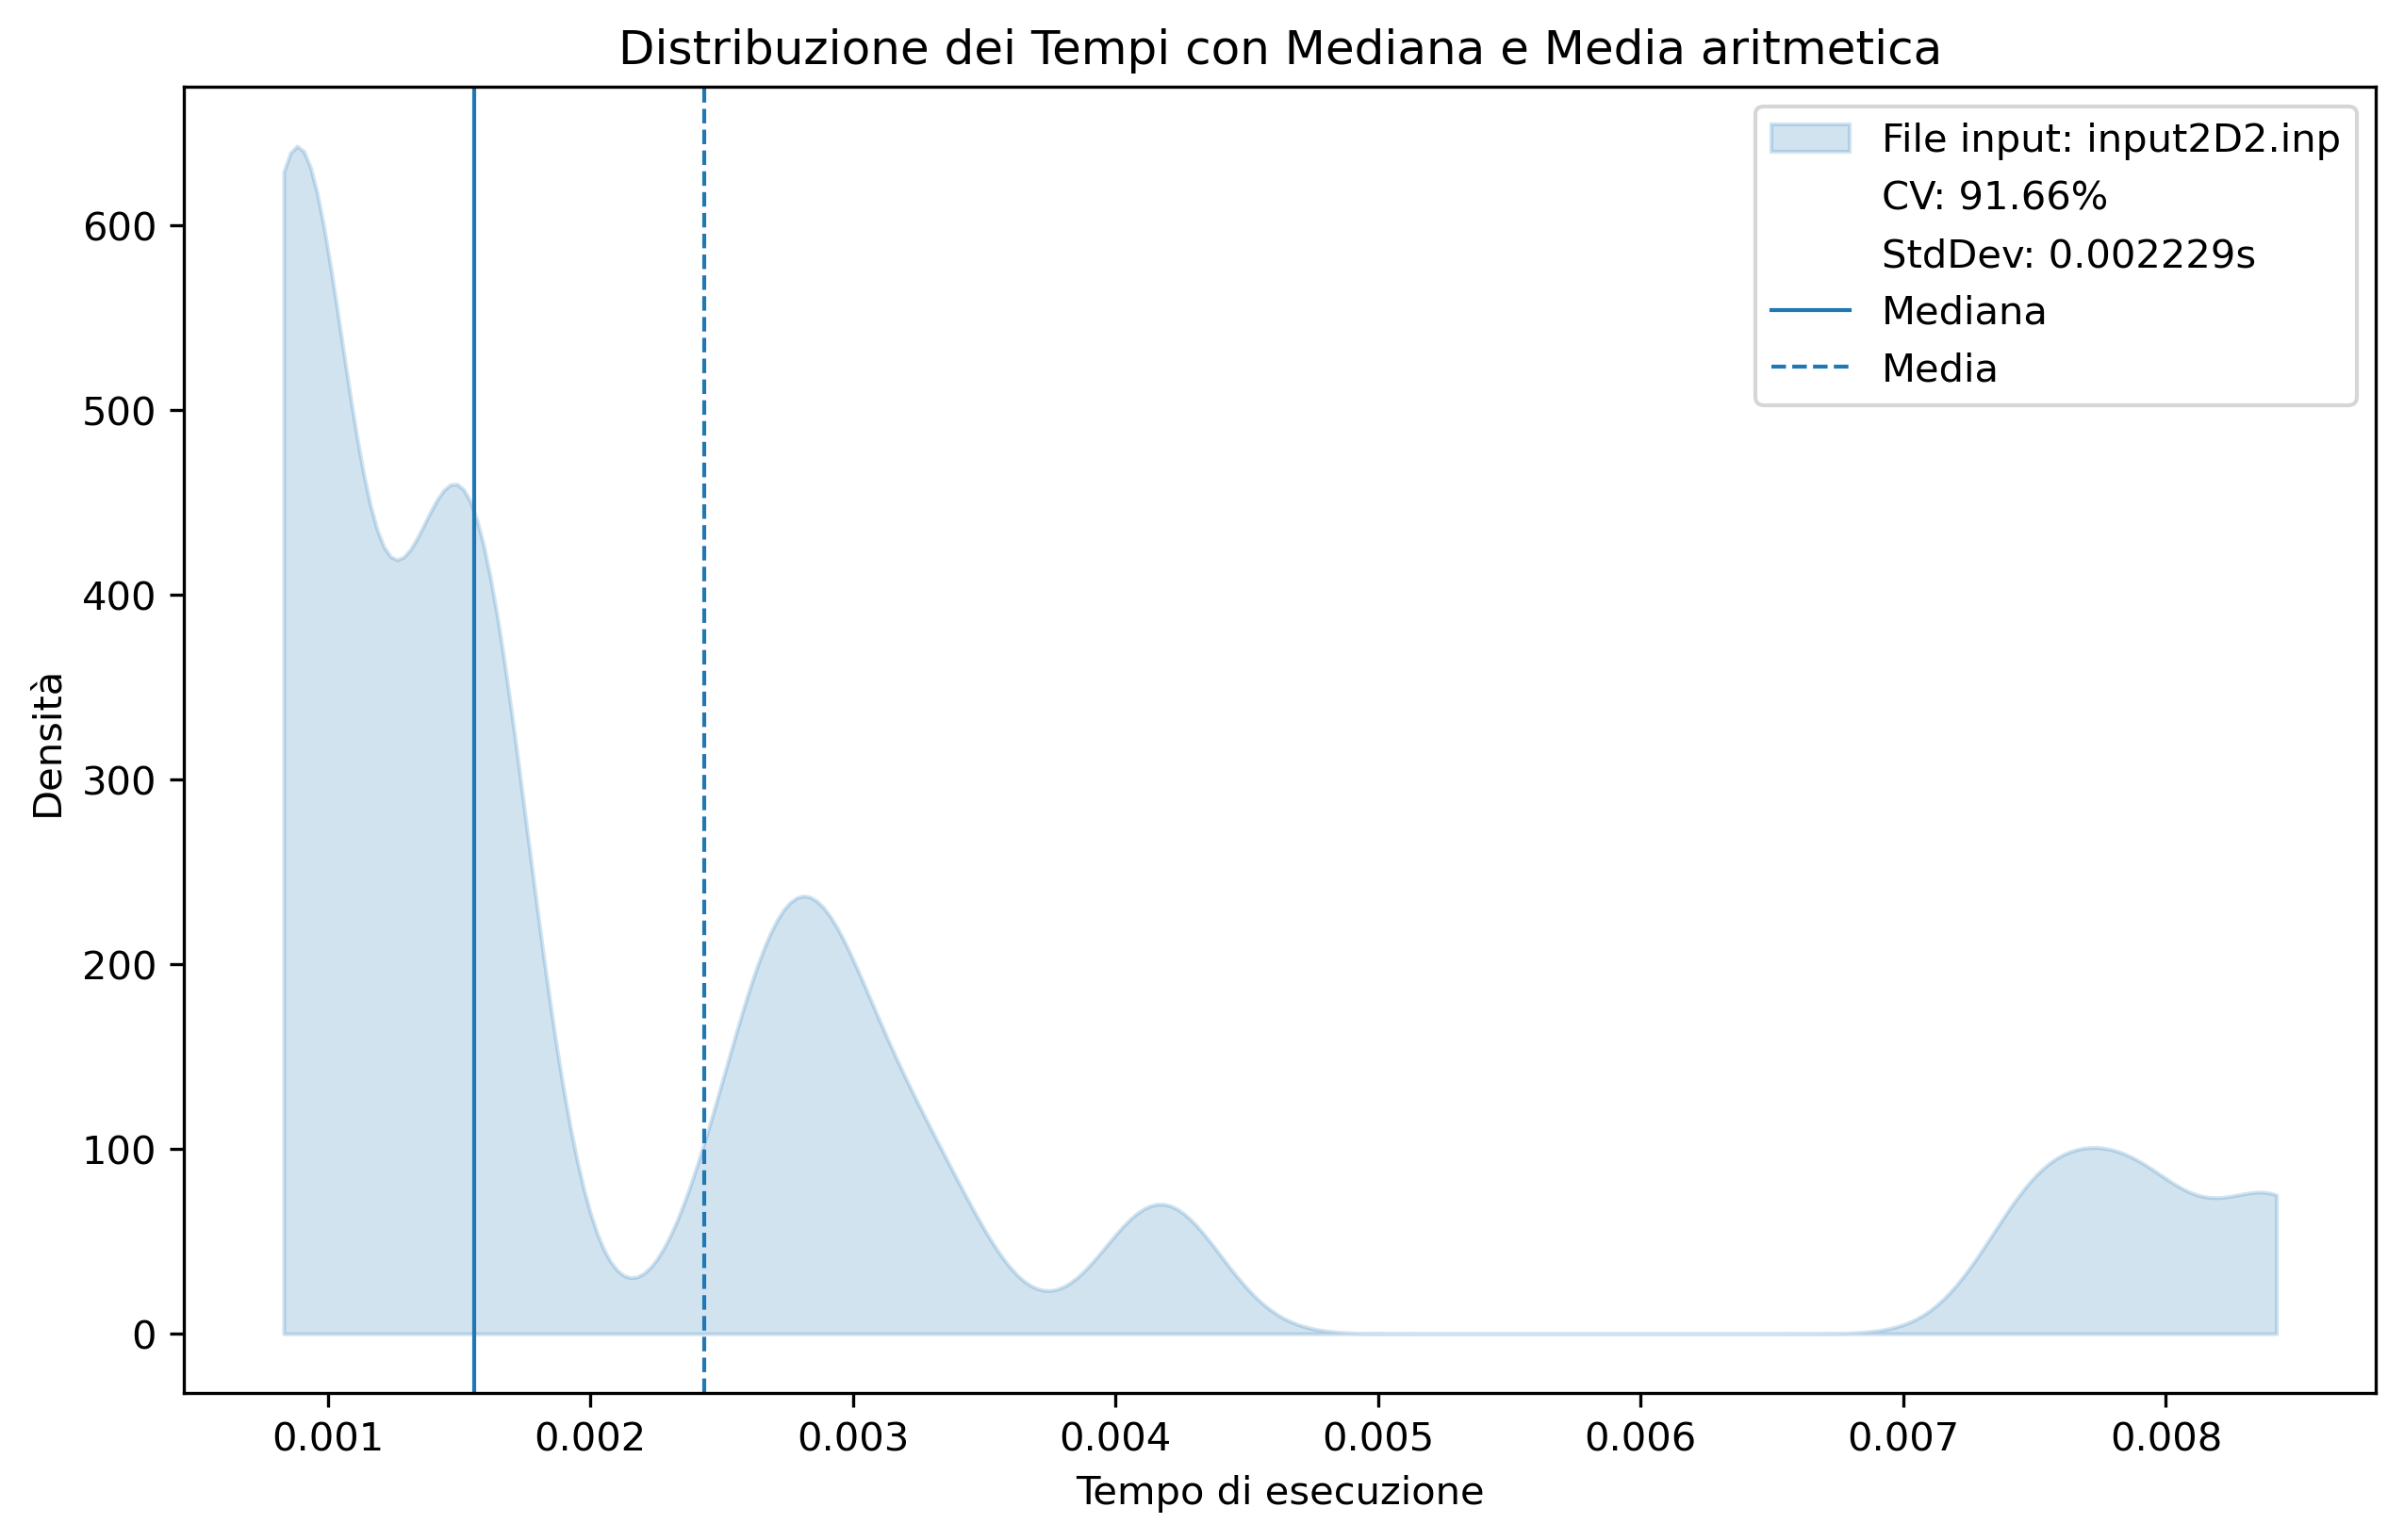 Distribuzione dei Tempi con Mediana e Media aritmetica
File input: input2D2.inp
CV: 91.66%
StdDev: 0.002229s
Mediana
Media
Densità
600
500
400
300
200
100
0
0.001 0.002 0.003 0.004 0.005 0.006 0.007 0.008
Tempo di esecuzione